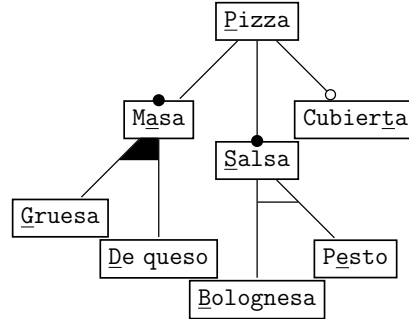 Pizza
Masa
Cubierta
Salsa
Gruesa
De queso
Pesto
Bolognesa